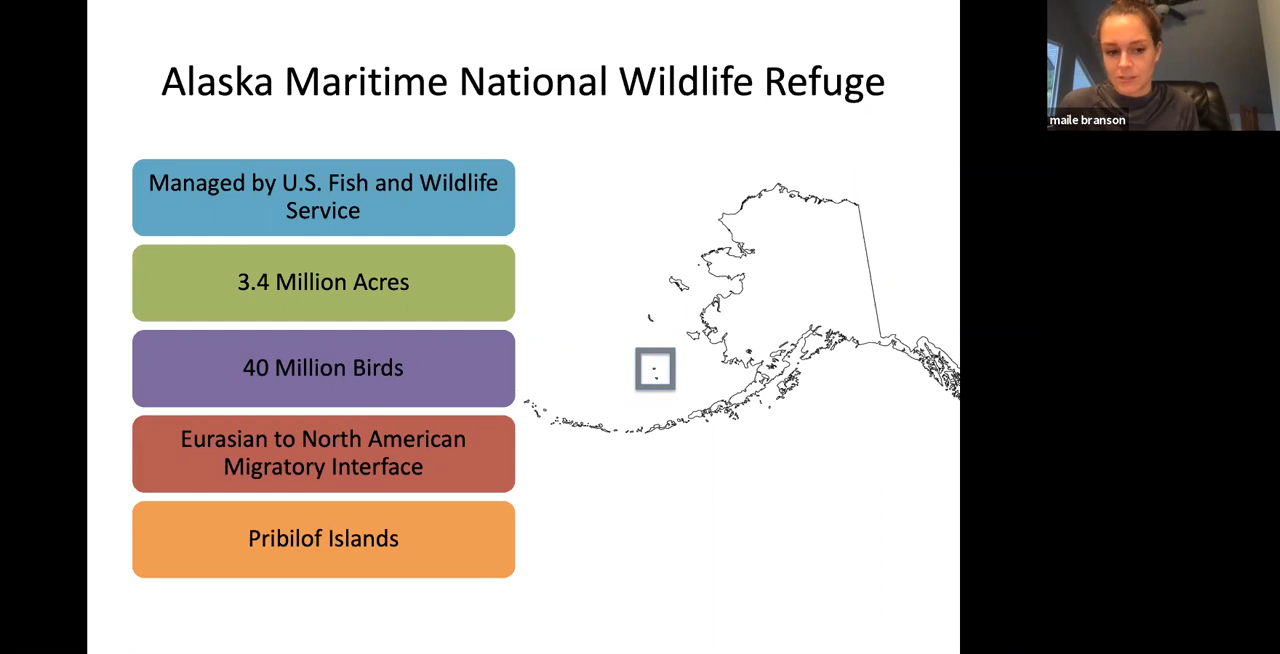 Alaska Maritime National Wildlife Refuge
Managed by U.S. Fish and Wildlife
Service
3.4 Million Acres
40 Million Birds
Eurasian to North American
Migratory Interface
Pribilof Islands
maile branson